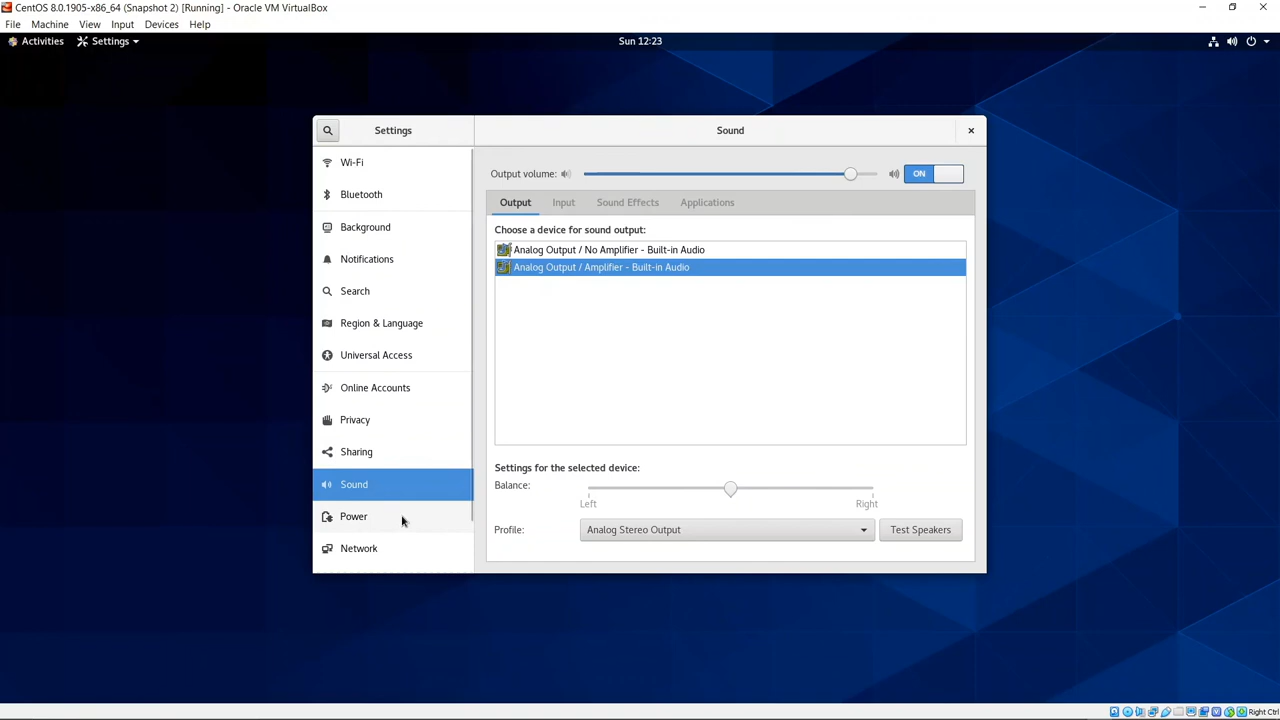 CentOS 8.0.1905-x86_64 (Snapshot 2) [Running] - Oracle VM VirtualBox
File Machine View Input Devices Help
Activities Settings Sun 12:23
Settings Sound
Wi-Fi
Bluetooth
Background
Notifications
Search
Region & Language
Universal Access
Online Accounts
Privacy
Sharing
Sound
Power
Network
Output volume: ON
Output Input Sound Effects Applications
Choose a device for sound output:
Analog Output / No Amplifier - Built-in Audio
Analog Output / Amplifier - Built-in Audio
Settings for the selected device:
Balance:
Left Right
Profile: Analog Stereo Output Test Speakers
Right Ctrl